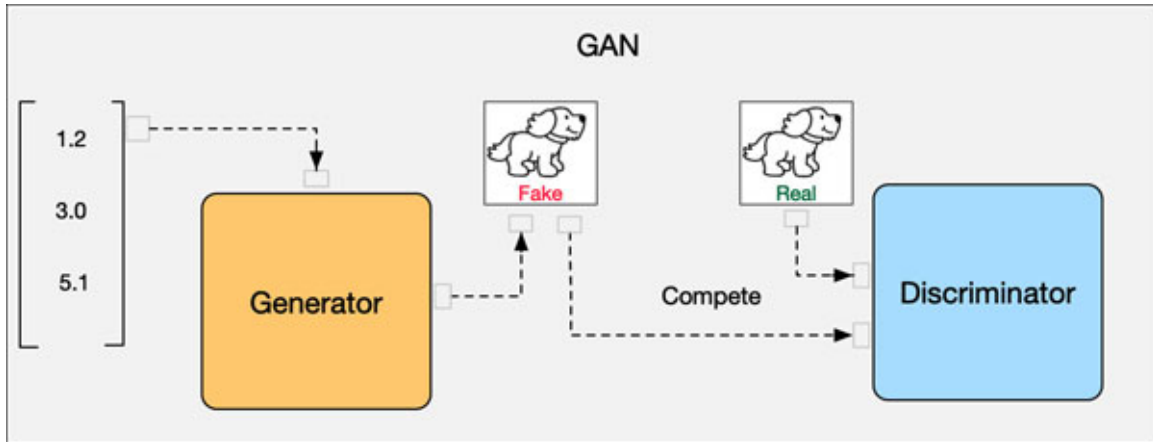 GAN
1.2
3.0
5.1
Generator
Fake
Real
Compete
Discriminator